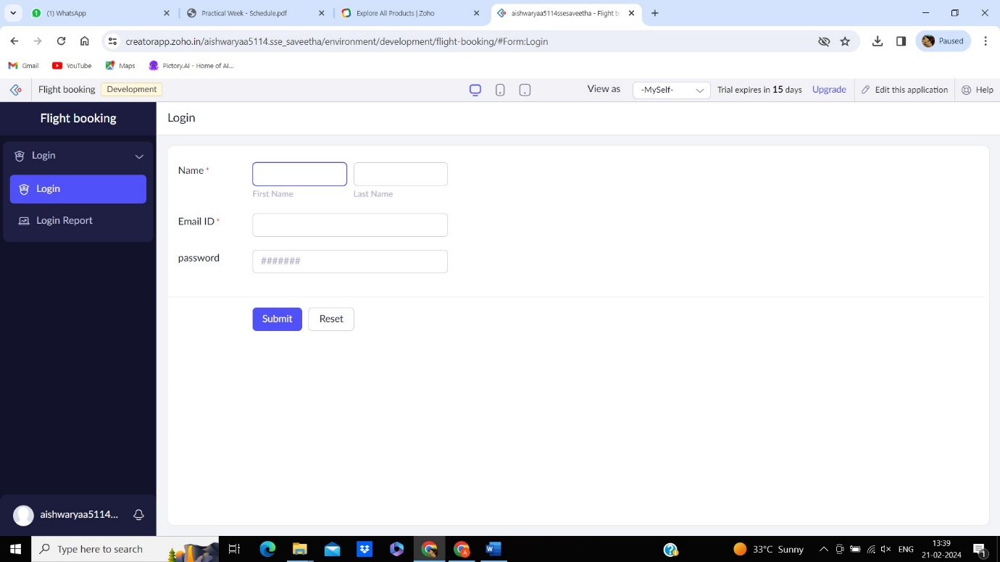 (1) WhatsApp
Practical Week - Schedule.pdf
Explore All Products | Zoho
aishwaryaa5114ssesaveetha - Flight b
creatorapp.zoho.in/aishwaryaa5114.sse_saveetha/environment/development/flight-booking/#Form:Login
Paused
Gmail
YouTube
Maps
Pictory.AI - Home of AI...
Flight booking
Development
View as
-MySelf-
Trial expires in 15 days
Upgrade
Edit this application
Help
Flight booking
Login
Login
Login
Login Report
Name *
First Name
Last Name
Email ID *
password
#######
Submit
Reset
aishwaryaa5114...
Type here to search
33°C Sunny
ENG
13:39
21-02-2024
1